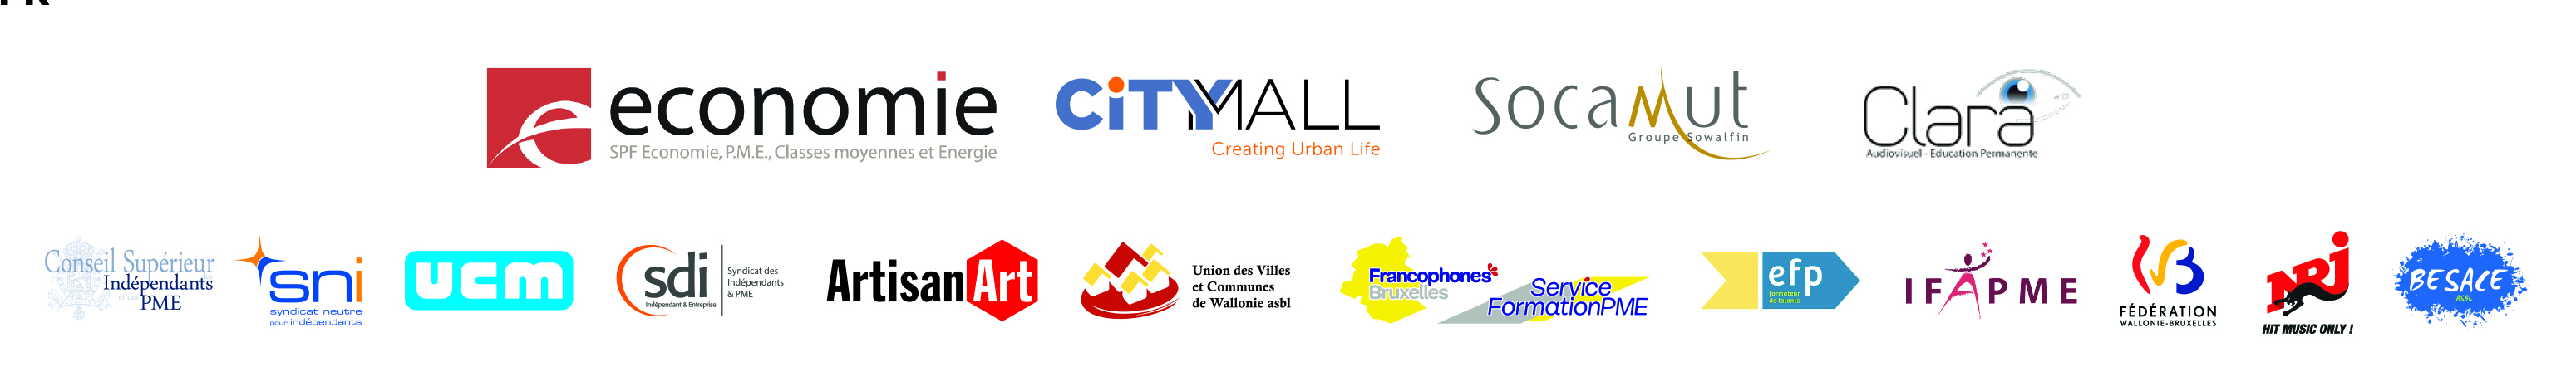 economie
SPF Economie, P.M.E., Classes moyennes et Energie
CiTYMALL
Creating Urban Life
SocaMut
Groupe Sowalfin
Clara
Audiovisuel - Education Permanente
Conseil Supérieur
Indépendants
et des PME
sni
syndicat neutre
pour indépendants
ucm
sdi
Indépendant & Entreprise
Syndicat des
Indépendants
& PME
ArtisanArt
Union des Villes
et Communes
de Wallonie asbl
Francophones
Bruxelles
Service
FormationPME
efp
formateur
de talents
IFAPME
FÉDÉRATION
WALLONIE-BRUXELLES
NRJ
HIT MUSIC ONLY !
BESACE
ASBL